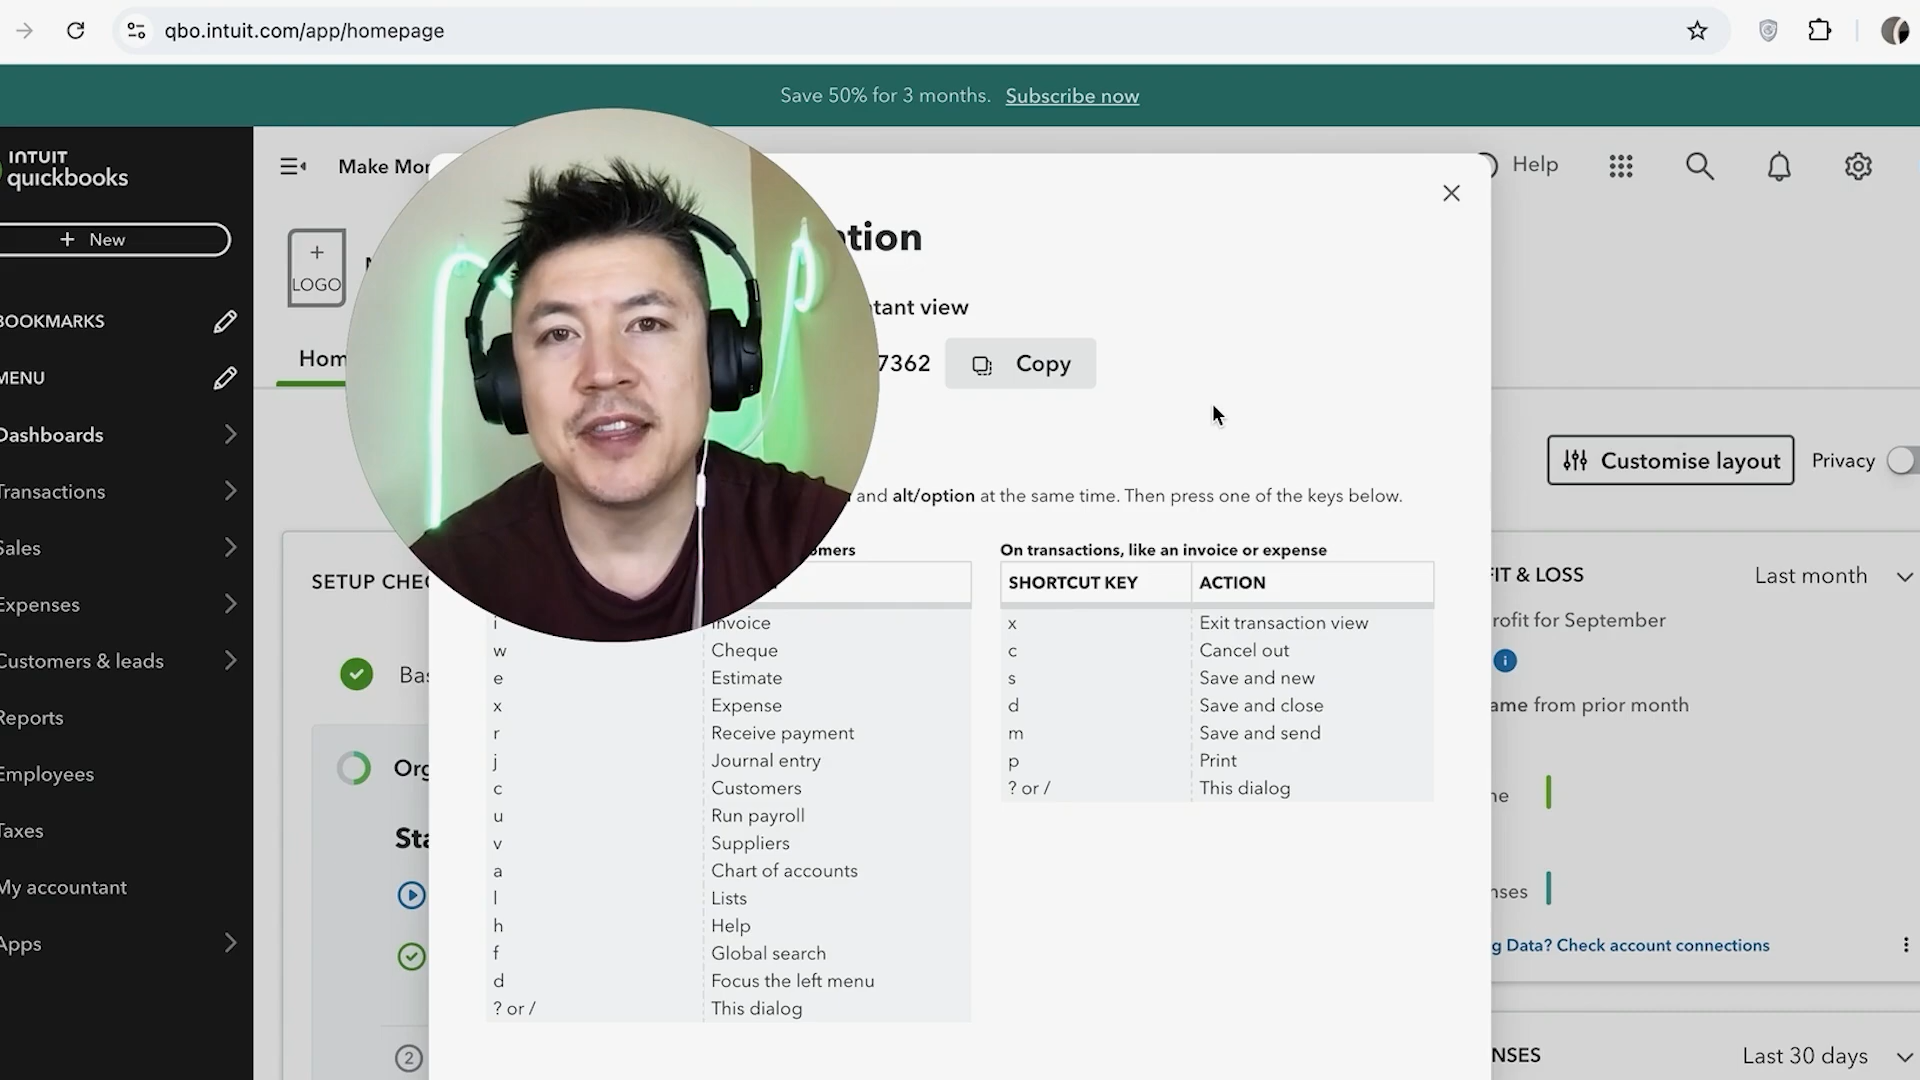 qbo.intuit.com/app/homepage
Save 50% for 3 months. Subscribe now
INTUIT
quickbooks
+ New
BOOKMARKS
MENU
Dashboards
Transactions
Sales
Expenses
Customers & leads
Reports
Employees
Taxes
My accountant
Apps
Make Mor
Help
+
LOGO
Hom
Customise layout
Privacy
SETUP CHEC
Bas
Org
Sta
2
ntion
ntant view
7362
Copy
and alt/option at the same time. Then press one of the keys below.
omers
i Invoice
w Cheque
e Estimate
x Expense
r Receive payment
j Journal entry
c Customers
u Run payroll
v Suppliers
a Chart of accounts
l Lists
h Help
f Global search
d Focus the left menu
? or / This dialog
On transactions, like an invoice or expense
SHORTCUT KEY ACTION
x Exit transaction view
c Cancel out
s Save and new
d Save and close
m Save and send
p Print
? or / This dialog
FIT & LOSS Last month
rofit for September
ame from prior month
ne
nses
g Data? Check account connections
NSES Last 30 days